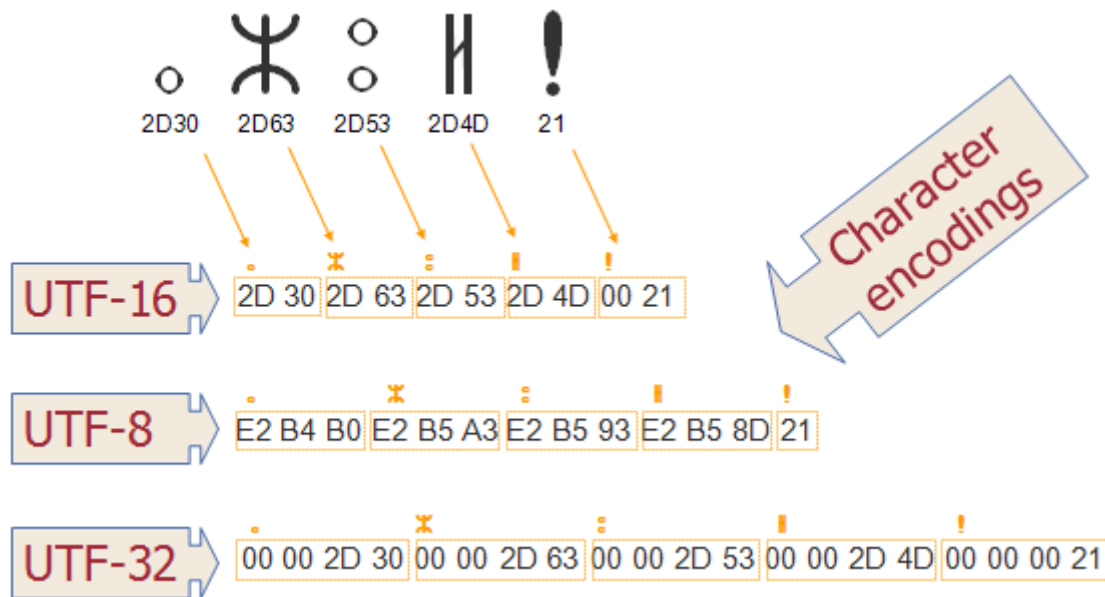 ⴰ ⵣ ⵓ ⵍ !
2D30 2D63 2D53 2D4D 21
Character
encodings
ⴰ ⵣ ⵓ ⵍ !
UTF-16 2D 30 2D 63 2D 53 2D 4D 00 21
ⴰ ⵣ ⵓ ⵍ !
UTF-8 E2 B4 B0 E2 B5 A3 E2 B5 93 E2 B5 8D 21
ⴰ ⵣ ⵓ ⵍ !
UTF-32 00 00 2D 30 00 00 2D 63 00 00 2D 53 00 00 2D 4D 00 00 00 21